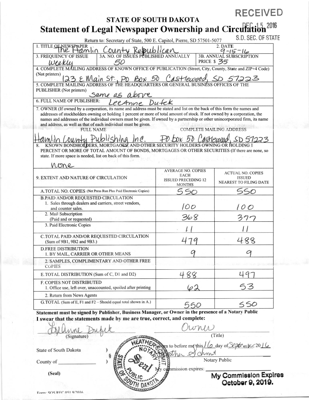 RECEIVED
STATE OF SOUTH DAKOTA
Statement of Legal Newspaper Ownership and Circulation
S.D. SEC. OF STATE
Return to: Secretary of State, 500 E. Capitol, Pierre, SD 57501-5077
1. TITLE OF NEWSPAPER
The Hamlin County Republican
2. DATE
9-15-16
3. FREQUENCY OF ISSUE
Weekly
3A. NO. OF ISSUES PUBLISHED ANNUALLY
50
3B. ANNUAL SUBSCRIPTION
PRICE $ 35
4. COMPLETE MAILING ADDRESS OF KNOWN OFFICE OF PUBLICATION (Street, City, County, State and ZIP+4 Code)
(Not printers)
123 E Main St, Po Box 50 Castlewood, SD 57223
5. COMPLETE MAILING ADDRESS OF THE HEADQUARTERS OR GENERAL BUSINESS OFFICES OF THE
PUBLISHER (Not printers)
Same as above
6. FULL NAME OF PUBLISHER:
LeeAnne Dufek
7. OWNER (If owned by a corporation, its name and address must be stated and list on the back of this form the names and
addresses of stockholders owning or holding 1 percent or more of total amount of stock. If not owned by a corporation, the
names and addresses of the individual owners must be given. If owned by a partnership or other unincorporated firm, its name
and address, as well as that of each individual must be given.
FULL NAME
COMPLETE MAILING ADDRESS
Hamlin County Publishing Inc.
PO Box 50 Castlewood, SD 57223
8. KNOWN BONDHOLDERS, MORTGAGES AND OTHER SECURITY HOLDERS OWNING OR HOLDING 1
PERCENT OR MORE OF TOTAL AMOUNT OF BONDS, MORTGAGES OR OTHER SECURITIES (If there are none, so
state. If more space is needed, list on back of this form.
none
9. EXTENT AND NATURE OF CIRCULATION
AVERAGE NO. COPIES
EACH
ISSUED PRECEDING 12
MONTHS
ACTUAL NO. COPIES
ISSUED
NEAREST TO FILING DATE
A. TOTAL NO. COPIES (Net Press Run Plus Paid Electronic Copies)
550
550
B. PAID AND/OR REQUESTED CIRCULATION
1. Sales through dealers and carriers, street vendors,
and counter sales.
100
100
2. Mail Subscription
(Paid and or requested)
368
377
3. Paid Electronic Copies
11
11
C. TOTAL PAID AND/OR REQUESTED CIRCULATION
(Sum of 9B1, 9B2 and 9B3.)
479
488
D. FREE DISTRIBUTION
1. BY MAIL, CARRIER OR OTHER MEANS
9
9
2. SAMPLES, COMPLIMENTARY AND OTHER FREE
COPIES
E. TOTAL DISTRIBUTION (Sum of C, D1 and D2)
488
497
F. COPIES NOT DISTRIBUTED
1. Office use, left over, unaccounted, spoiled after printing
62
53
2. Return from News Agents
G. TOTAL (Sum of E, F1 and F2 - Should equal total shown in A.)
550
550
Statement must be signed by Publisher, Business Manager, or Owner in the presence of a Notary Public
I swear that the statements made by me are true, correct, and complete:
LeeAnne Dufek
Owner
(Signature)
(Title)
State of South Dakota
County of
(Seal)
to before me this 16 day of September 2016
Notary Public
My commission expires:
My Commission Expires
October 9, 2019.
HEATHER
NOTARY
SEAL
PUBLIC
SOUTH DAKOTA